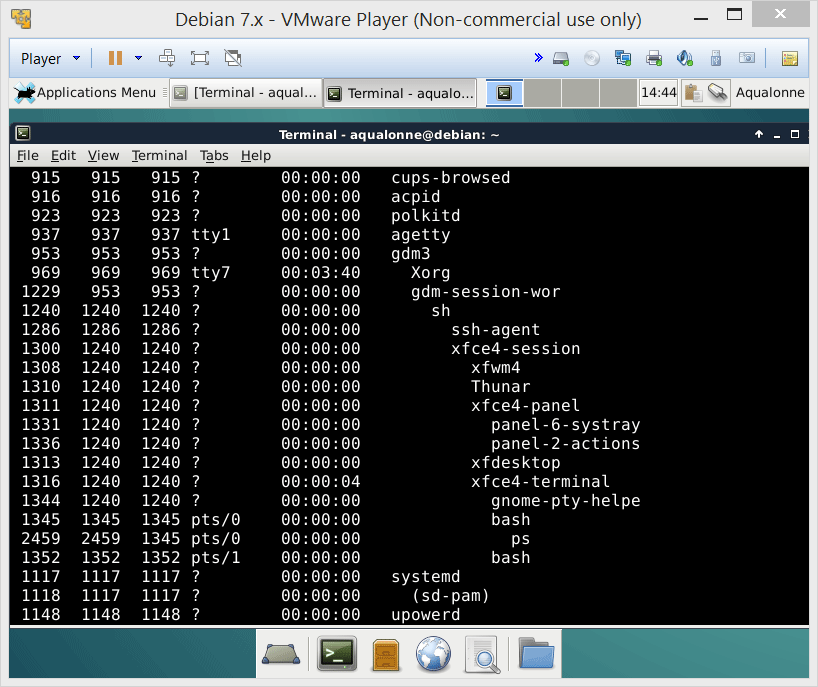 Debian 7.x - VMware Player (Non-commercial use only)
Player
Applications Menu [Terminal - aqual... Terminal - aqualo... 14:44 Aqualonne
Terminal - aqualonne@debian: ~
File Edit View Terminal Tabs Help
915 915 915 ? 00:00:00 cups-browsed
916 916 916 ? 00:00:00 acpid
923 923 923 ? 00:00:00 polkitd
937 937 937 tty1 00:00:00 agetty
953 953 953 ? 00:00:00 gdm3
969 969 969 tty7 00:03:40 Xorg
1229 953 953 ? 00:00:00 gdm-session-wor
1240 1240 1240 ? 00:00:00 sh
1286 1286 1286 ? 00:00:00 ssh-agent
1300 1240 1240 ? 00:00:00 xfce4-session
1308 1240 1240 ? 00:00:00 xfwm4
1310 1240 1240 ? 00:00:00 Thunar
1311 1240 1240 ? 00:00:00 xfce4-panel
1331 1240 1240 ? 00:00:00 panel-6-systray
1336 1240 1240 ? 00:00:00 panel-2-actions
1313 1240 1240 ? 00:00:00 xfdesktop
1316 1240 1240 ? 00:00:04 xfce4-terminal
1344 1240 1240 ? 00:00:00 gnome-pty-helpe
1345 1345 1345 pts/0 00:00:00 bash
2459 2459 1345 pts/0 00:00:00 ps
1352 1352 1352 pts/1 00:00:00 bash
1117 1117 1117 ? 00:00:00 systemd
1118 1117 1117 ? 00:00:00 (sd-pam)
1148 1148 1148 ? 00:00:00 upowerd